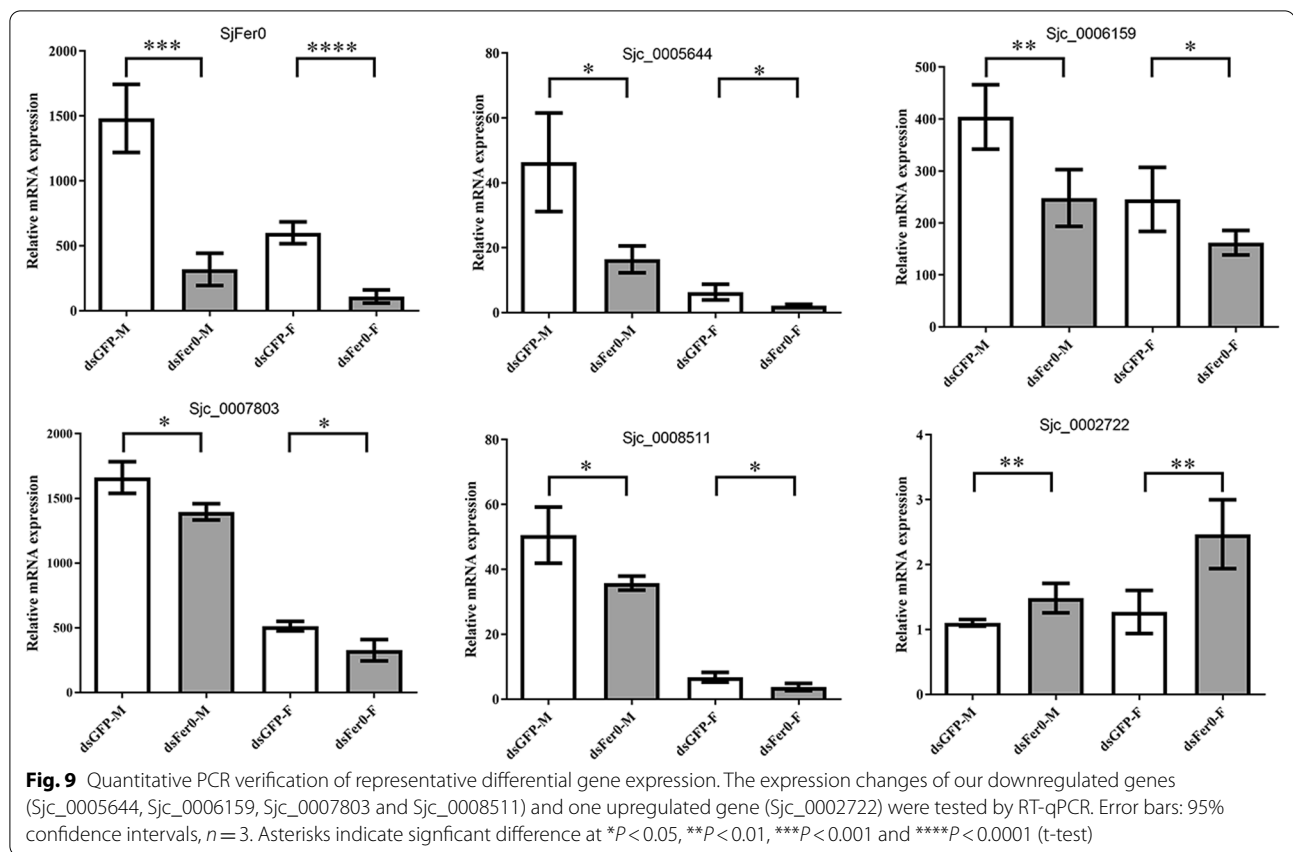 SjFer0
Relative mRNA expression
2000
1500
1000
500
0
***
****
dsGFP-M
dsFer0-M
dsGFP-F
dsFer0-F
Sjc_0005644
Relative mRNA expression
80
60
40
20
0
*
*
dsGFP-M
dsFer0-M
dsGFP-F
dsFer0-F
Sjc_0006159
Relative mRNA expression
500
400
300
200
100
0
**
*
dsGFP-M
dsFer0-M
dsGFP-F
dsFer0-F
Sjc_0007803
Relative mRNA expression
2000
1500
1000
500
0
*
*
dsGFP-M
dsFer0-M
dsGFP-F
dsFer0-F
Sjc_0008511
Relative mRNA expression
80
60
40
20
0
*
*
dsGFP-M
dsFer0-M
dsGFP-F
dsFer0-F
Sjc_0002722
Relative mRNA expression
4
3
2
1
0
**
**
dsGFP-M
dsFer0-M
dsGFP-F
dsFer0-F
Fig. 9 Quantitative PCR verification of representative differential gene expression. The expression changes of our downregulated genes
(Sjc_0005644, Sjc_0006159, Sjc_0007803 and Sjc_0008511) and one upregulated gene (Sjc_0002722) were tested by RT-qPCR. Error bars: 95%
confidence intervals, n = 3. Asterisks indicate signficant difference at *P < 0.05, **P < 0.01, ***P < 0.001 and ****P < 0.0001 (t-test)